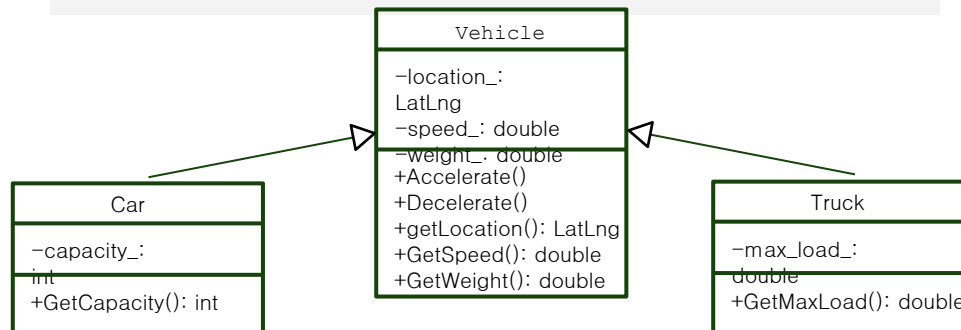 Vehicle
-location_:
LatLng
-speed_: double
-weight_: double
+Accelerate()
+Decelerate()
+getLocation(): LatLng
+GetSpeed(): double
+GetWeight(): double
Car
-capacity_:
int
+GetCapacity(): int
Truck
-max_load_:
double
+GetMaxLoad(): double